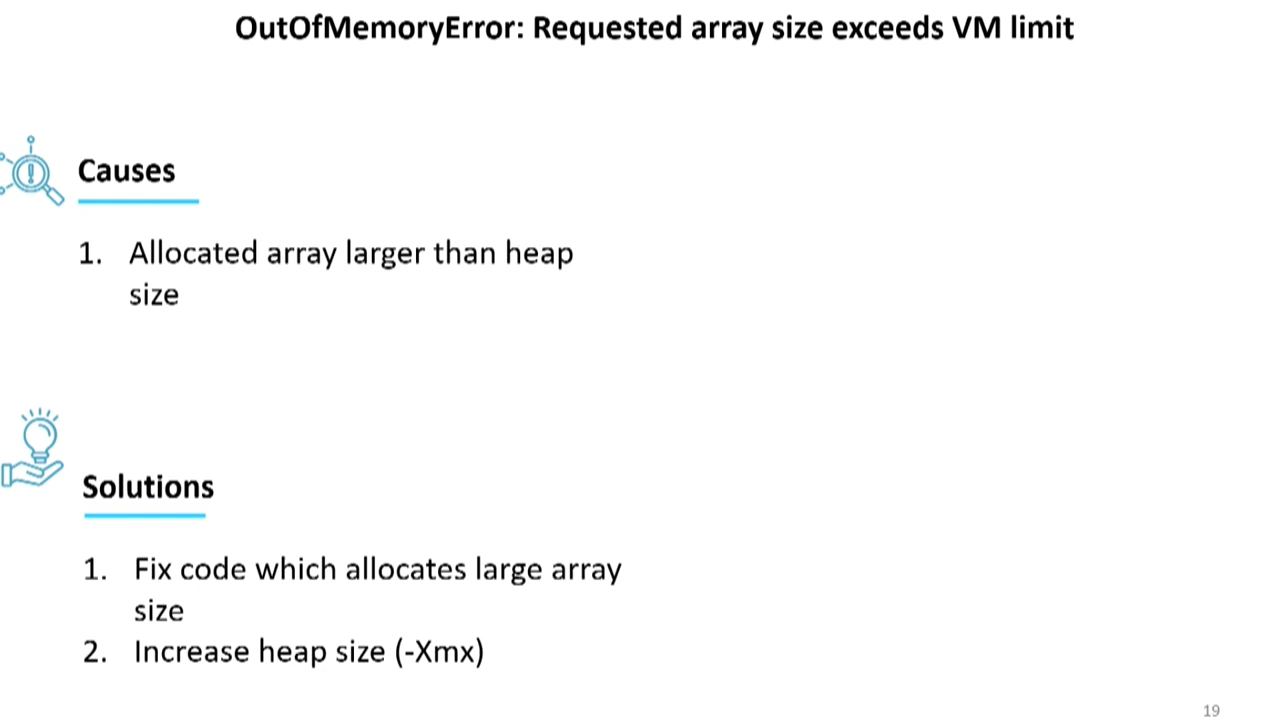 OutOfMemoryError: Requested array size exceeds VM limit
Causes
1. Allocated array larger than heap
size
Solutions
1. Fix code which allocates large array
size
2. Increase heap size (-Xmx)
19